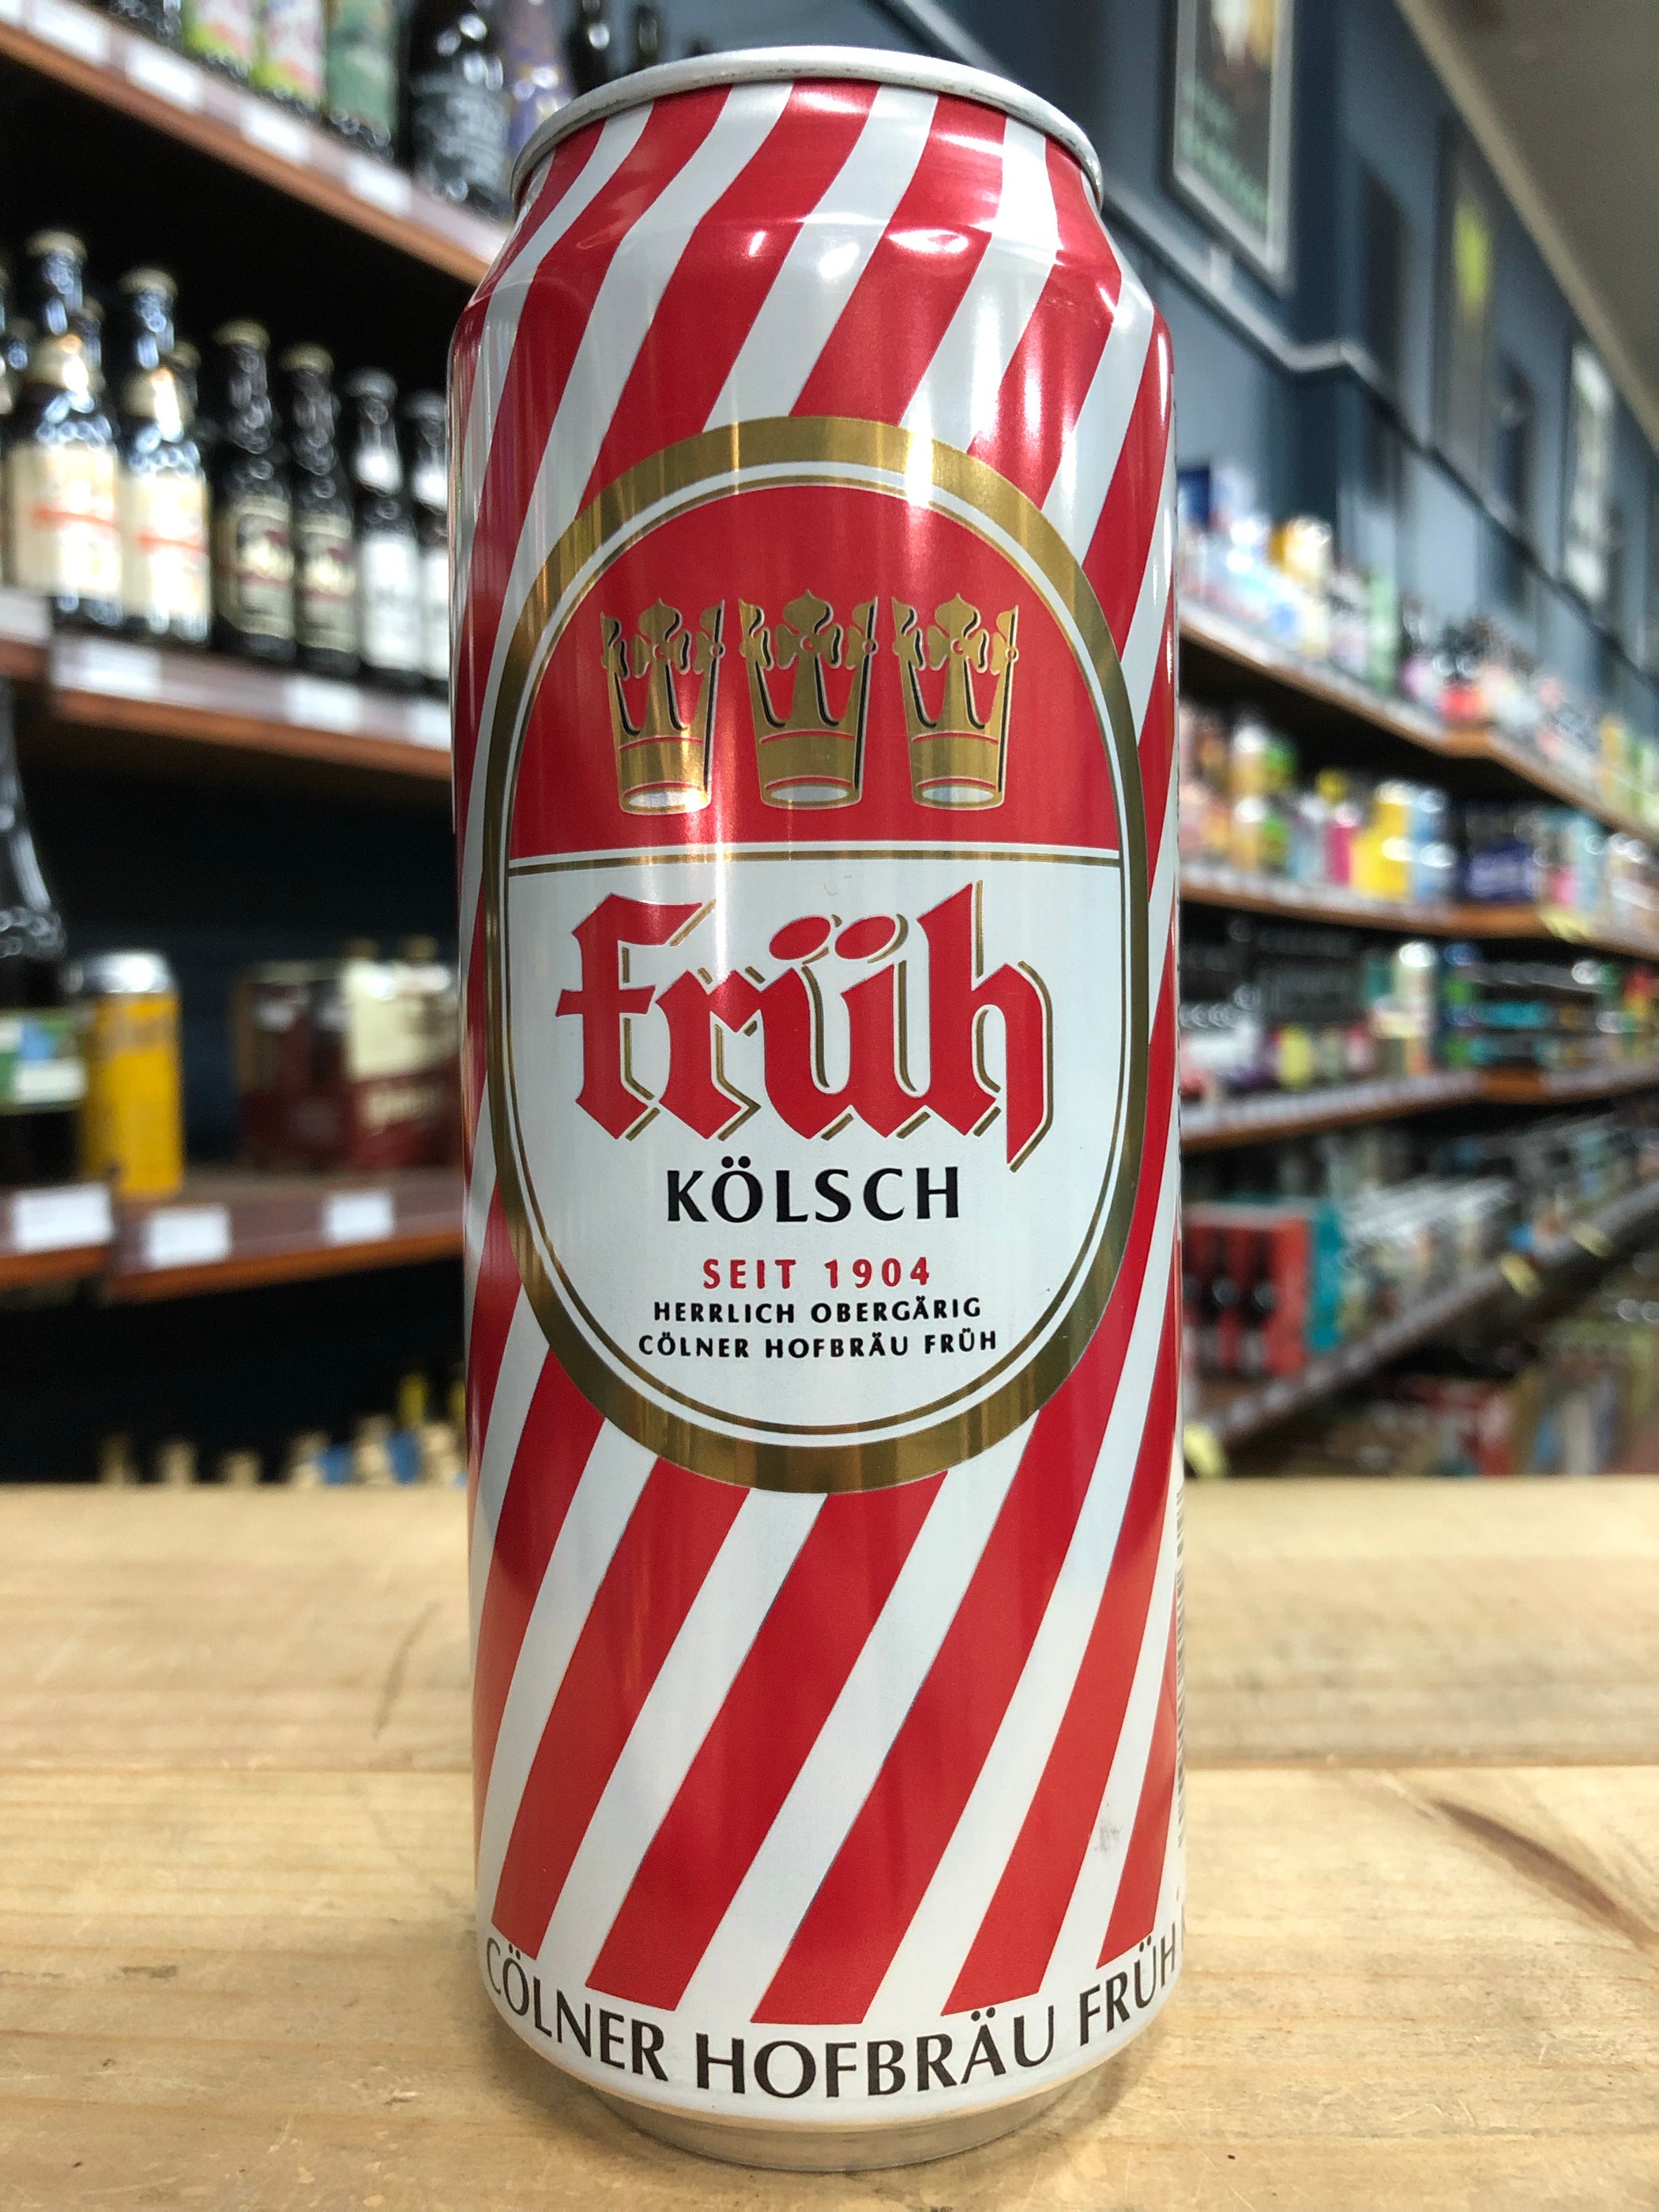 Früh
KÖLSCH
SEIT 1904
HERRLICH OBERGÄRIG
CÖLNER HOFBRÄU FRÜH
CÖLNER HOFBRÄU FRÜH